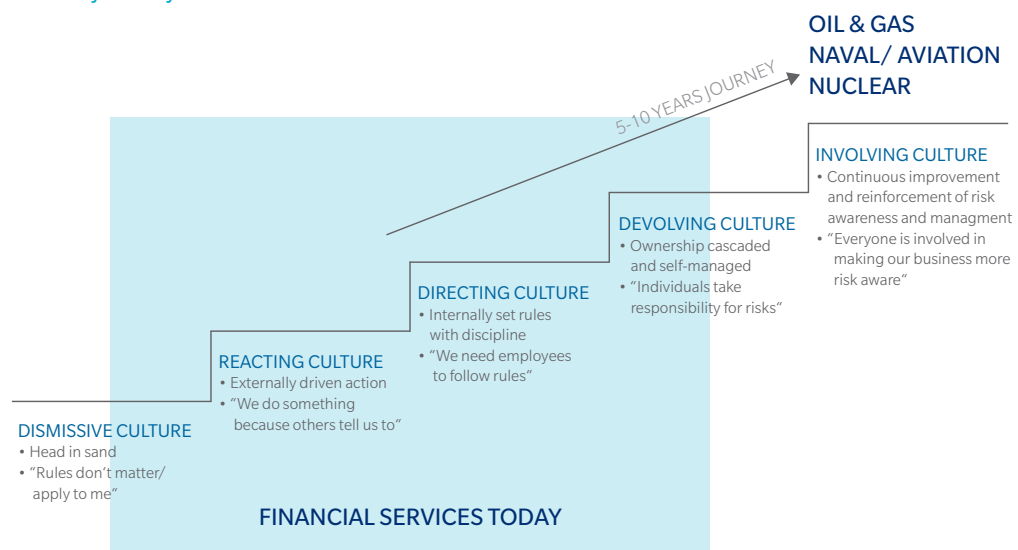 OIL & GAS
NAVAL/ AVIATION
NUCLEAR
5-10 YEARS JOURNEY
INVOLVING CULTURE
• Continuous improvement
and reinforcement of risk
awareness and managment
• “Everyone is involved in
making our business more
risk aware“
DEVOLVING CULTURE
• Ownership cascaded
and self-managed
• “Individuals take
responsibility for risks“
DIRECTING CULTURE
• Internally set rules
with discipline
• “We need employees
to follow rules“
REACTING CULTURE
• Externally driven action
• “We do something
because others tell us to“
DISMISSIVE CULTURE
• Head in sand
• “Rules don’t matter/
apply to me“
FINANCIAL SERVICES TODAY